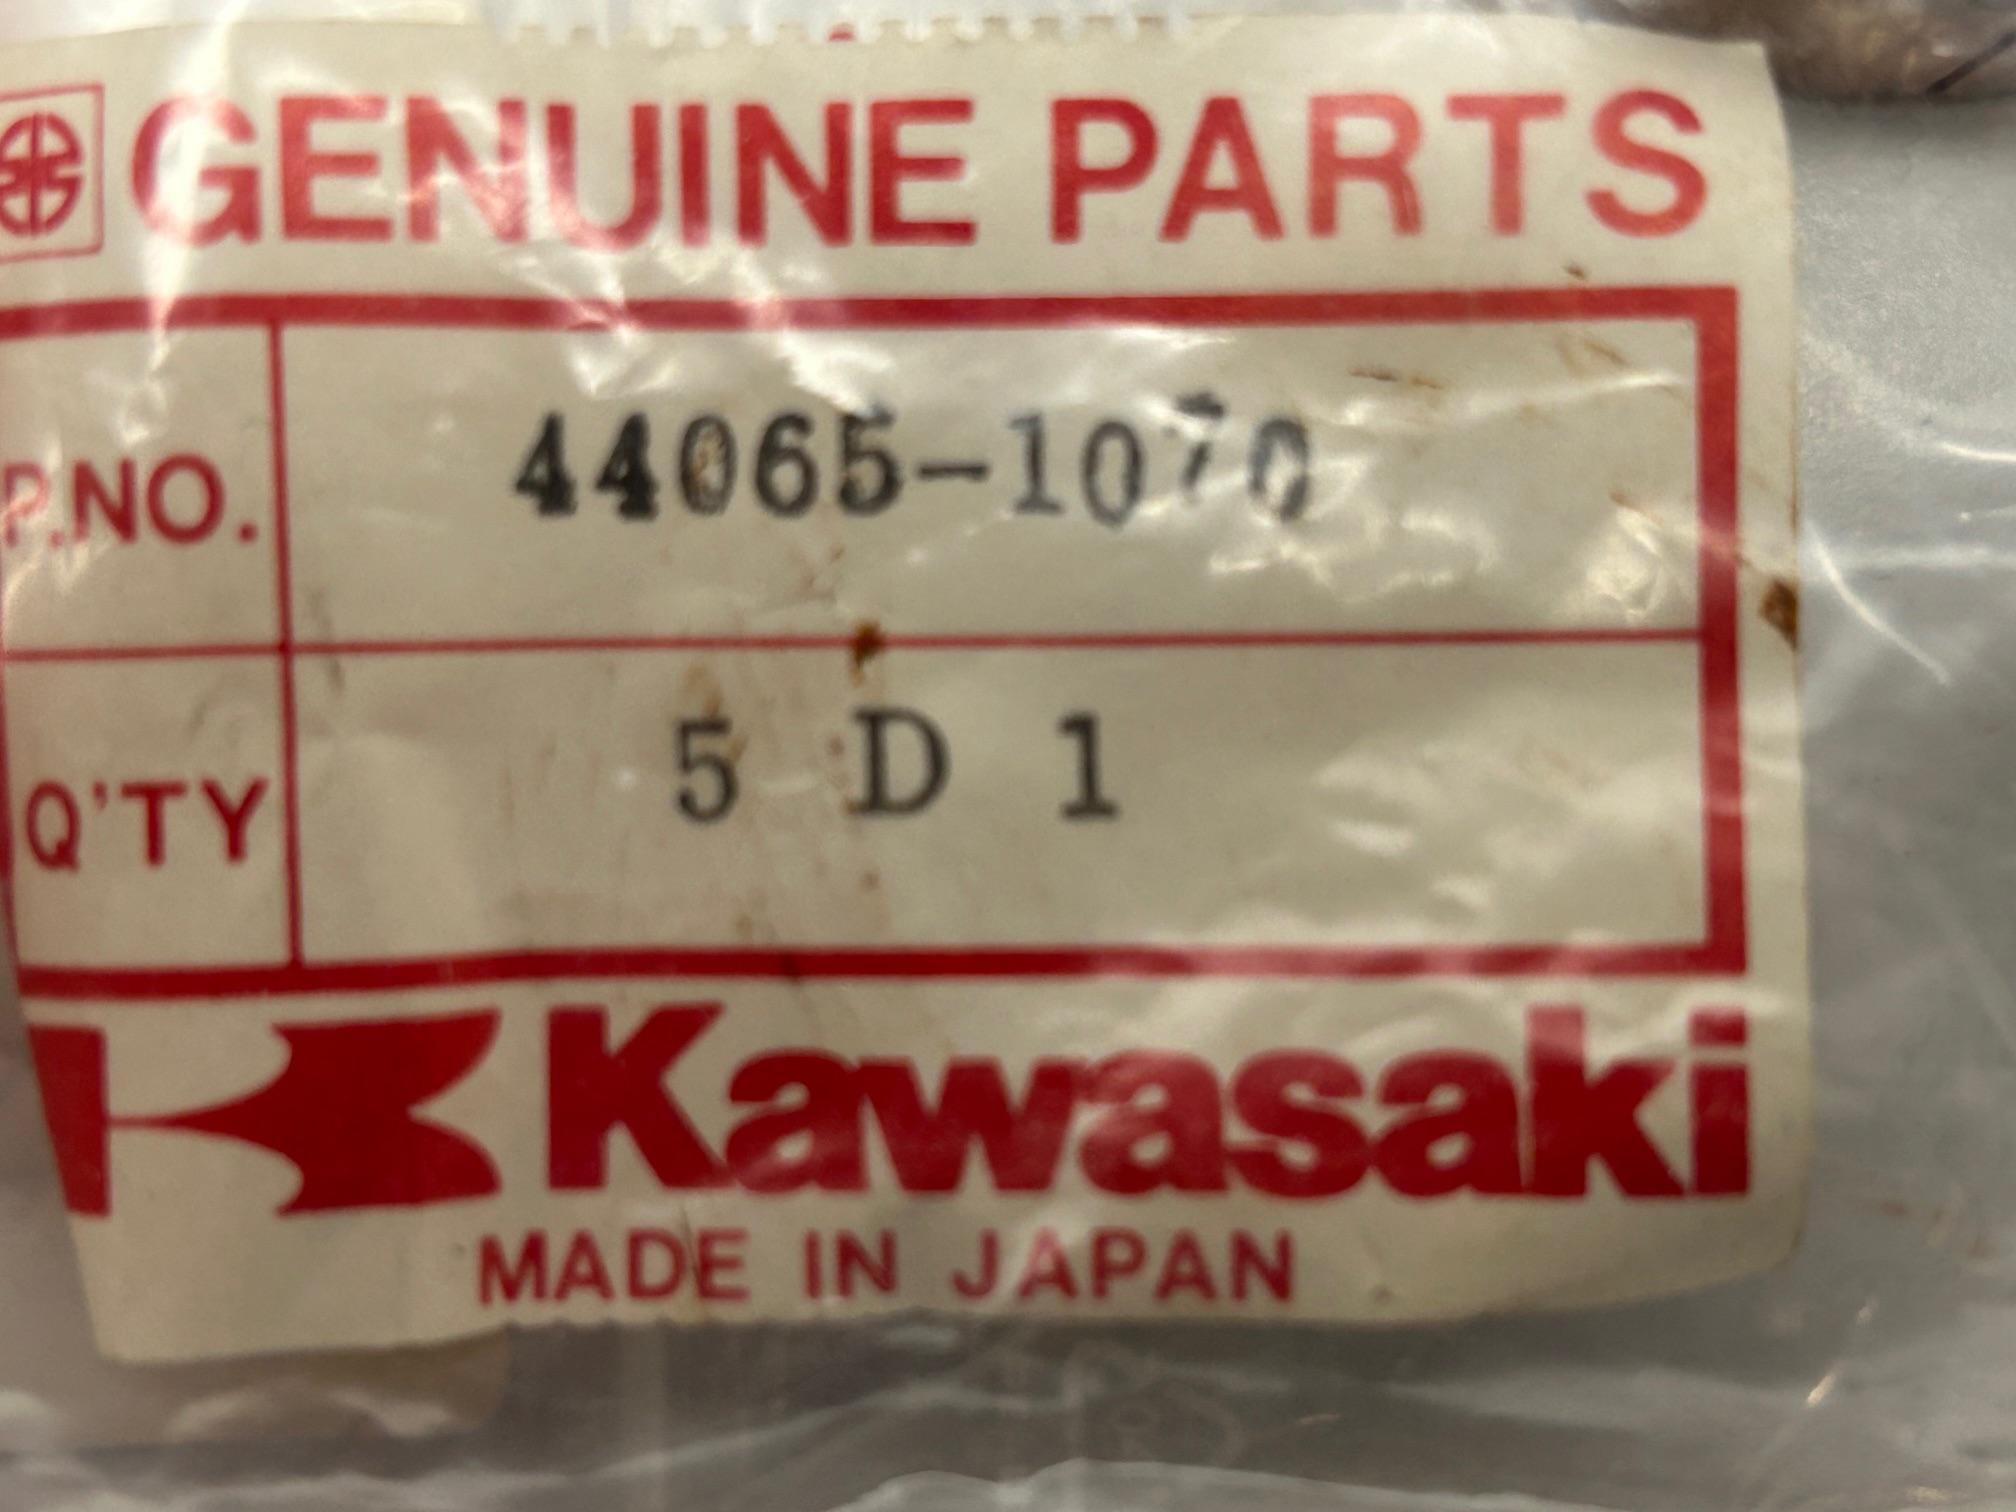 GENUINE PARTS
P.NO. 44065-1070
Q'TY 5 D 1
Kawasaki
MADE IN JAPAN